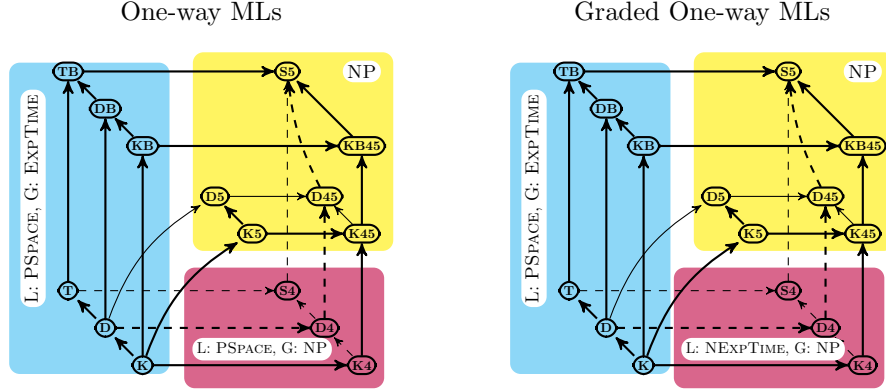 One-way MLs
TB
S5
NP
DB
KB
KB45
D5
D45
K5
K45
L: PSPACE, G: EXPTIME
T
S4
D
D4
L: PSPACE, G: NP
K
K4
Graded One-way MLs
TB
S5
NP
DB
KB
KB45
D5
D45
K5
K45
L: PSPACE, G: EXPTIME
T
S4
D
D4
L: NEXPTIME, G: NP
K
K4